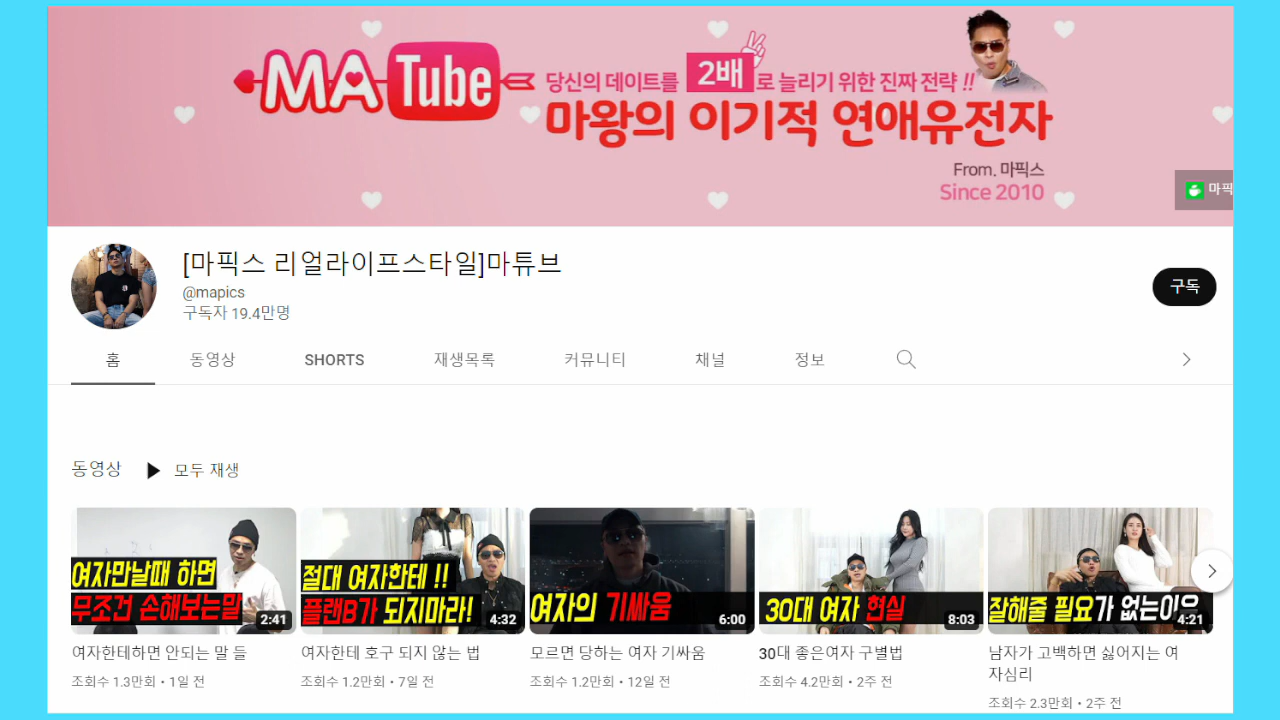 MA Tube
당신의 데이트를 2배로 늘리기 위한 진짜 전략 !!
마왕의 이기적 연애유전자
From. 마픽스
Since 2010
마픽
[마픽스 리얼라이프스타일]마튜브
@mapics
구독자 19.4만명
구독
홈 동영상 SHORTS 재생목록 커뮤니티 채널 정보
동영상 모두 재생
여자만날때 하면
무조건 손해보는말
2:41
절대 여자한테 !!
플랜B가 되지마라!
4:32
여자의 기싸움
6:00
30대 여자 현실
8:03
잘해줄 필요가 없는이유
4:21
여자한테하면 안되는 말 들
조회수 1.3만회 • 1일 전
여자한테 호구 되지 않는 법
조회수 1.2만회 • 7일 전
모르면 당하는 여자 기싸움
조회수 1.2만회 • 12일 전
30대 좋은여자 구별법
조회수 4.2만회 • 2주 전
남자가 고백하면 싫어지는 여
자심리
조회수 2.3만회 • 2주 전